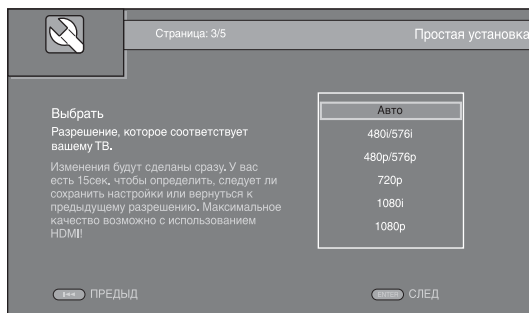 Страница: 3/5
Простая установка
Выбрать
Разрешение, которое соответствует
вашему ТВ.
Изменения будут сделаны сразу. У вас
есть 15сек, чтобы определить, следует ли
сохранить настройки или вернуться к
предыдущему разрешению. Максимальное
качество возможно с использованием
HDMI!
Авто
480i/576i
480p/576p
720p
1080i
1080p
ПРЕДЫД
ENTER СЛЕД